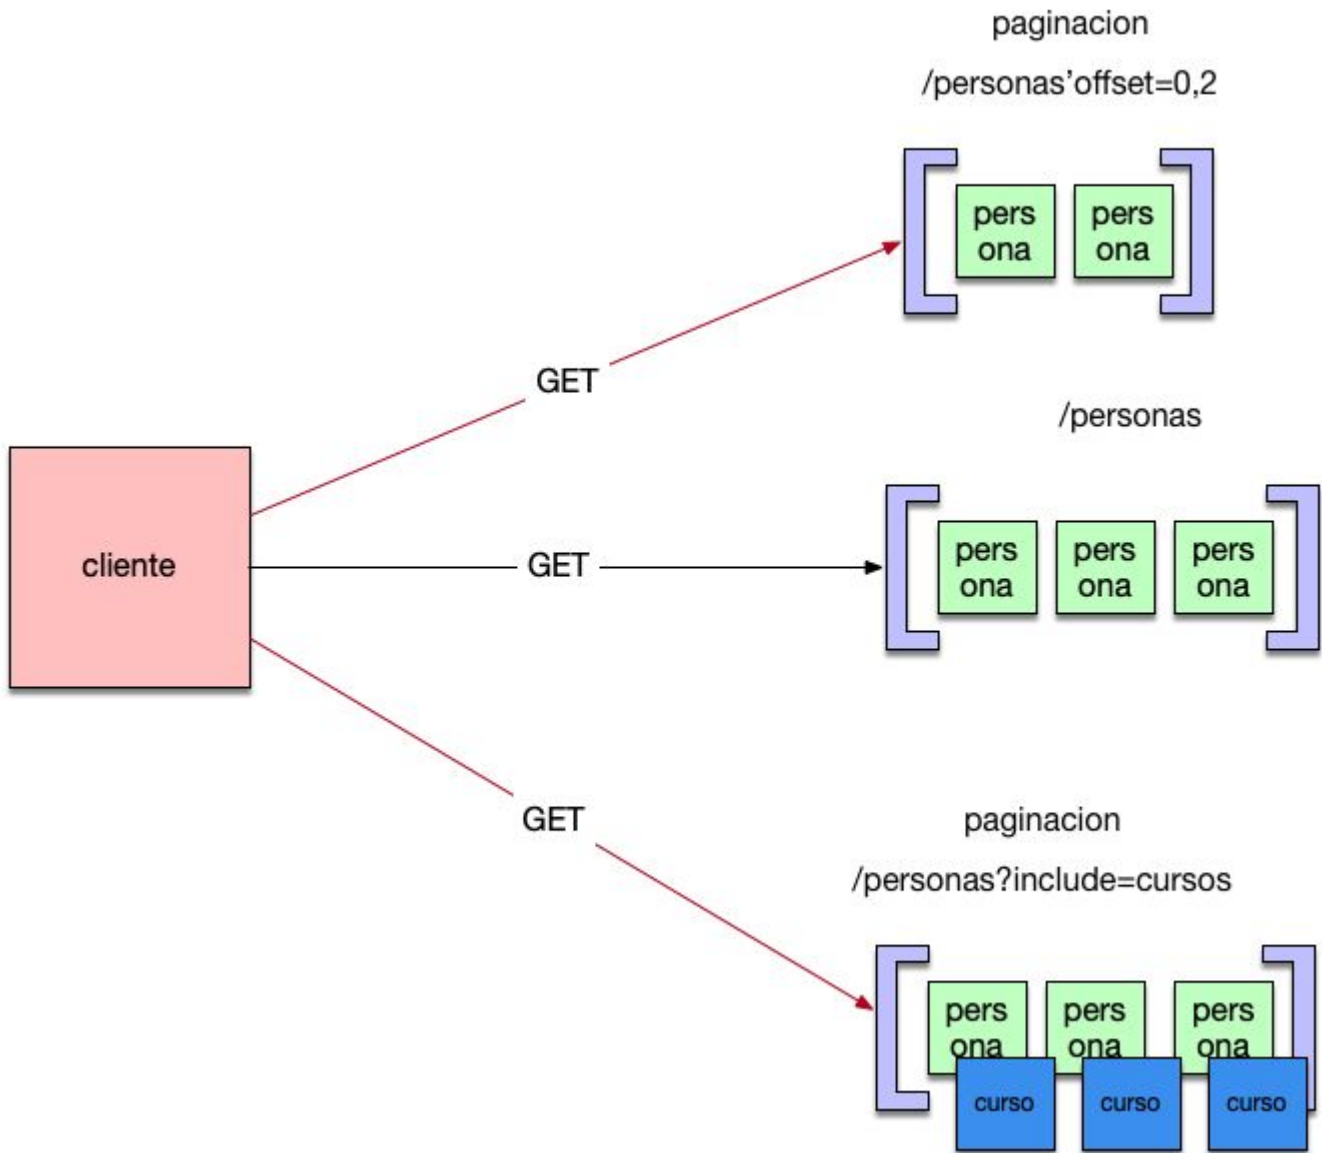 paginacion
/personas’offset=0,2
pers
ona
pers
ona
GET
/personas
cliente
GET
pers
ona
pers
ona
pers
ona
GET
paginacion
/personas?include=cursos
pers
ona
pers
ona
pers
ona
curso
curso
curso